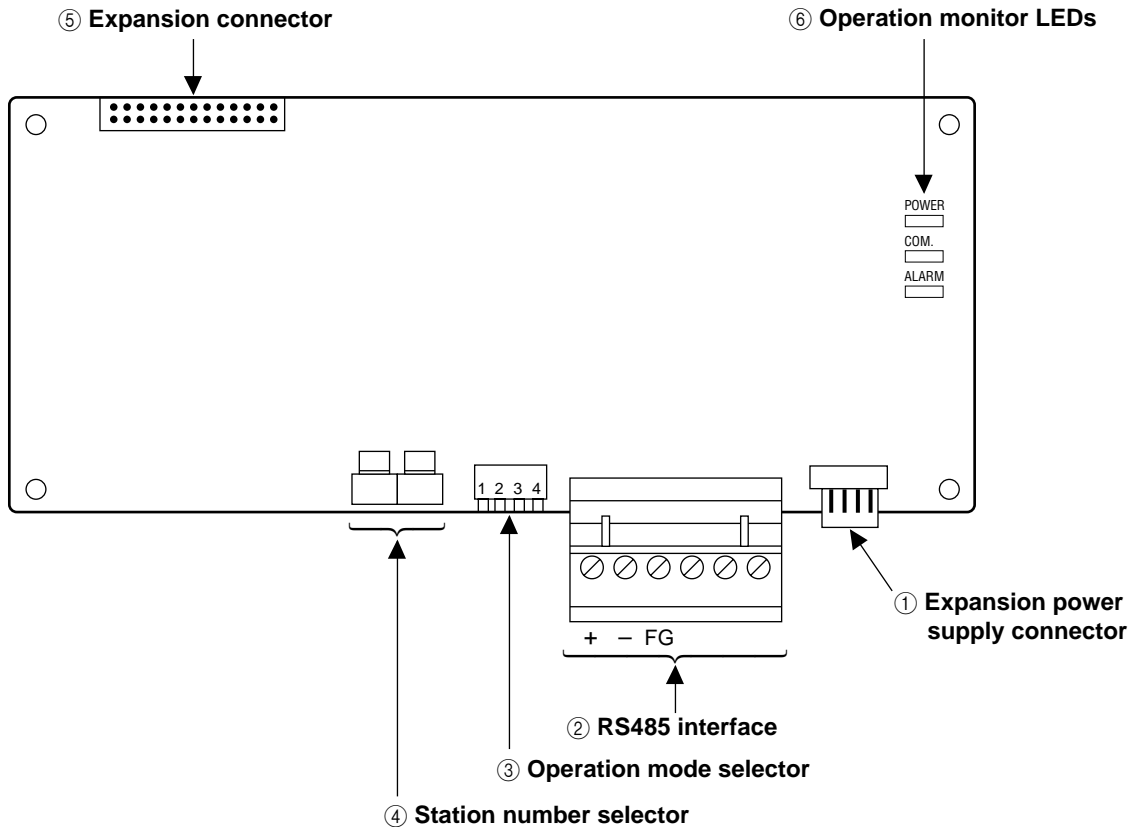 ⑤ Expansion connector
⑥ Operation monitor LEDs
POWER
COM.
ALARM
1 2 3 4
+ – FG
① Expansion power
supply connector
② RS485 interface
③ Operation mode selector
④ Station number selector